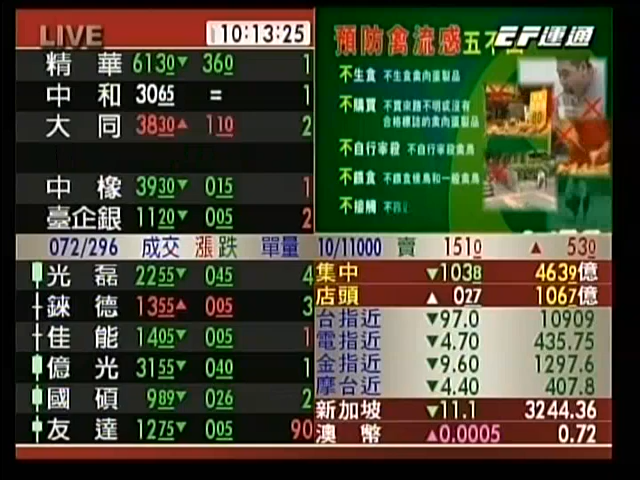 LIVE 10:13:25
精華 6130▼ 360 1
中和 3065 = 1
大同 3830▲ 110 2
中橡 3930▼ 015 1
臺企銀 1120▼ 005 2
072/296 成交 漲跌 單量
光磊 2255▼ 045 4
錸德 1355▲ 005 3
佳能 1405▼ 005 1
億光 3155▼ 040 1
國碩 989▼ 026 2
友達 1275▼ 005 90
預防禽流感五不
EF運通
不生食 不生食禽肉蛋製品
不購買 不買來路不明或沒有
合格標誌的禽肉蛋製品
不自行宰殺 不自行宰殺禽鳥
不餵食 不餵食候鳥和一般禽鳥
不接觸
10/11000 賣 1510 ▲ 530
集中 ▼1038 4639億
店頭 ▲ 027 1067億
台指近 ▼97.0 10909
電指近 ▼4.70 435.75
金指近 ▼9.60 1297.6
摩台近 ▼4.40 407.8
新加坡 ▼11.1 3244.36
澳幣 ▲0.0005 0.72